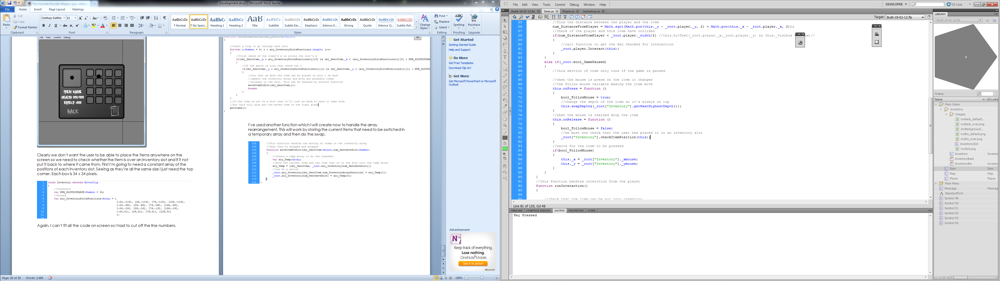 Development.docx - Microsoft Word Starter
File Home Insert Page Layout Mailings
Paste
Cut
Copy
Format Painter
Clipboard
Century Gothic 11
Font
Paragraph
AaBbCcDc AaBbCcDc AaBbC AaBbCc AaB AaBbCc. AaBbCcDc AaBbCcDc AaBbCcDc AaBbCcDc AaBbCcDc AaBbCcDc AABBCCDC
¶ Normal ¶ No Spaci... Heading 1 Heading 2 Title Subtitle Subtle Em... Emphasis Intense E... Strong Quote Intense Q... Subtle Ref...
Styles
Change Styles
Find
Replace
Select
Editing
Spelling
Proofing
Purchase
Upgrade
File View Control Debug
ITEM NAME
HEALTH 000/000
EFFECT +000
BACK
Clearly we don't want the user to be able to place the items anywhere on the
screen so we need to check whether the item is over an inventory slot and if it not
put it back to where it came from. First I'm going to need a constant array of the
positions of each inventory slot. Seeing as they're all the same size I just need the top
corner. Each box is 34 x 34 pixels.
1 class Inventory extends MovieClip
2 {
3 //Constants
4 var NUM_SLOTDISTANCE:Number = 34;
5 //Arrays
6 var ary_InventorySlotsPositions:Array = [
7 [-24,-119], [26,-119], [76,-119], [126,-119],
8 [-24,-69], [26,-69], [76,-69], [126,-69],
9 [-24,-19], [26,-19], [76,-19], [126,-19],
10 [-24,31], [26,31], [76,31], [126,31]
11 ];
Again, I can't fit all the code on screen so I had to cut off the line numbers.
{
//start a loop to go through each slot
for(var i:Number = 0; i < ary_InventorySlotsPositions.length; i++)
{
//first check if the items's x is within the slot's x
if(obj_SentItem._x > ary_InventorySlotsPositions[i][0] && obj_SentItem._x < (ary_InventorySlotsPositions[i][0] + NUM_SLOTDISTAN
{
//If the above is true then check the y
if(obj_SentItem._y > ary_InventorySlotsPositions[i][1] && obj_SentItem._y < (ary_InventorySlotsPositions[i][1] + NUM_SLOTDI
{
//now that we know the item can be placed in slot i we must
//update the inventory array and move any possible items
//already in the slot. This can be handled by another function
moveItemToSlot(obj_SentItem,i);
break;
}
}
}
//if the item is not in a slot then it'll just go back to were it came from
//but this will also put the moved item in the right place
getItems();
}
I've used another function which I will create now to handle the array
rearrangement. This will work by storing the current items that need to be switched in
a temporary array and then do the swap.
102 //This function handles the moving of items in the inventory array
103 //when they're dragged and dropped
104 function moveItemToSlot(obj_SentItem:Object,num_SentSaveSlot:Number)
105 {
106 //create a temp array to do the transfer
107 var ary_Temp:Array;
108 //move the current item and the item that is in the slot into the temp array
109 ary_Temp = [obj_SentItem, _root.ary_Inventory[num_SentSaveSlot]];
110 //now do a switch
111 _root.ary_Inventory[obj_SentItem.num_InventoryArrayPosition] = ary_Temp[1];
112 _root.ary_Inventory[num_SentSaveSlot] = ary_Temp[0];
113 }
114 }
Get Started
Getting Started Guide
Help and Support
Do More
Get Free Templates
Download Clip Art
Get More
Get Microsoft PowerPoint or Microsoft
Outlook
Advertisement
Keep track of everything.
Lose nothing.
OneNote Mobile.
See it in action
Microsoft
Page: 30 of 30 Words: 2,480
100%
Fl File Edit View Tools Control Debug Window Help
DEVELOPER
CS Live
Build-18-02-12.fla Item.as Player.as Inventory.as
Target: Build-18-02-12.fla
55 //find the distance between the player and the item
56 num_DistanceFromPlayer = Math.sqrt(Math.pow(this._y - _root.player._y, 2) + Math.pow(this._x - _root.player._x, 2));
57 //check if the player and this item have collided
58 if(num_DistanceFromPlayer < _root.player._width/2) //this.hitTest(_root.player._x,_root.player._y) && this._visible ue)//
59 {
60 //call function to get the key checked for interaction
61 _root.player.Interact(this);
62 }
63 }
64 else if(_root.bool_GamePaused)
65 {
66 //this section of code only runs if the game is paused
67
68 //when the mouse is press on the item it changes
69 //the follow mouse variable making the item move
70 this.onPress = function ()
71 {
72 bool_FollowMouse = true;
73 //change the depth of the item so it's always on top
74 this.swapDepths(_root["Inventory"].getNextHighestDepth());
75 }
76 //when the mouse is realsed drop the item
77 this.onRelease = function ()
78 {
79 bool_FollowMouse = false;
80 //we must now check that the user has placed it in an inventory slot
81 _root["Inventory"].checkItemPosition(this);
82 }
83 //waits for the item to be pressed
84 if(bool_FollowMouse)
85 {
86 this._x = _root["Inventory"]._xmouse;
87 this._y = _root["Inventory"]._ymouse;
88 }
89 }
90 }
91 //this function handles interction from the player
92 function runInteraction()
93 {
94
95 //check that the item can be put into inventory
Line 81 of 125, Col 48
TIMELINE COMPILER ERRORS OUTPUT PROPERTIES SCENE
Key Pressed
LIBRARY
Build-18-02-12.fla
74 items
Name AS Linka
Main Game
Inventory
Images
invBack_default....
invBack_over.png
InvBackground....
invBin_default.png
invBin_over.png
InventorySlot
invSlot.png
Inventory Invento
InventoryBack
InventoryBin Invento
Item Item
Map Map
Player Player
Main Menu
Message Messag
StandardFont
Symbol 48
Symbol 50
Symbol 51
Symbol 52
Symbol 53
Symbol 54